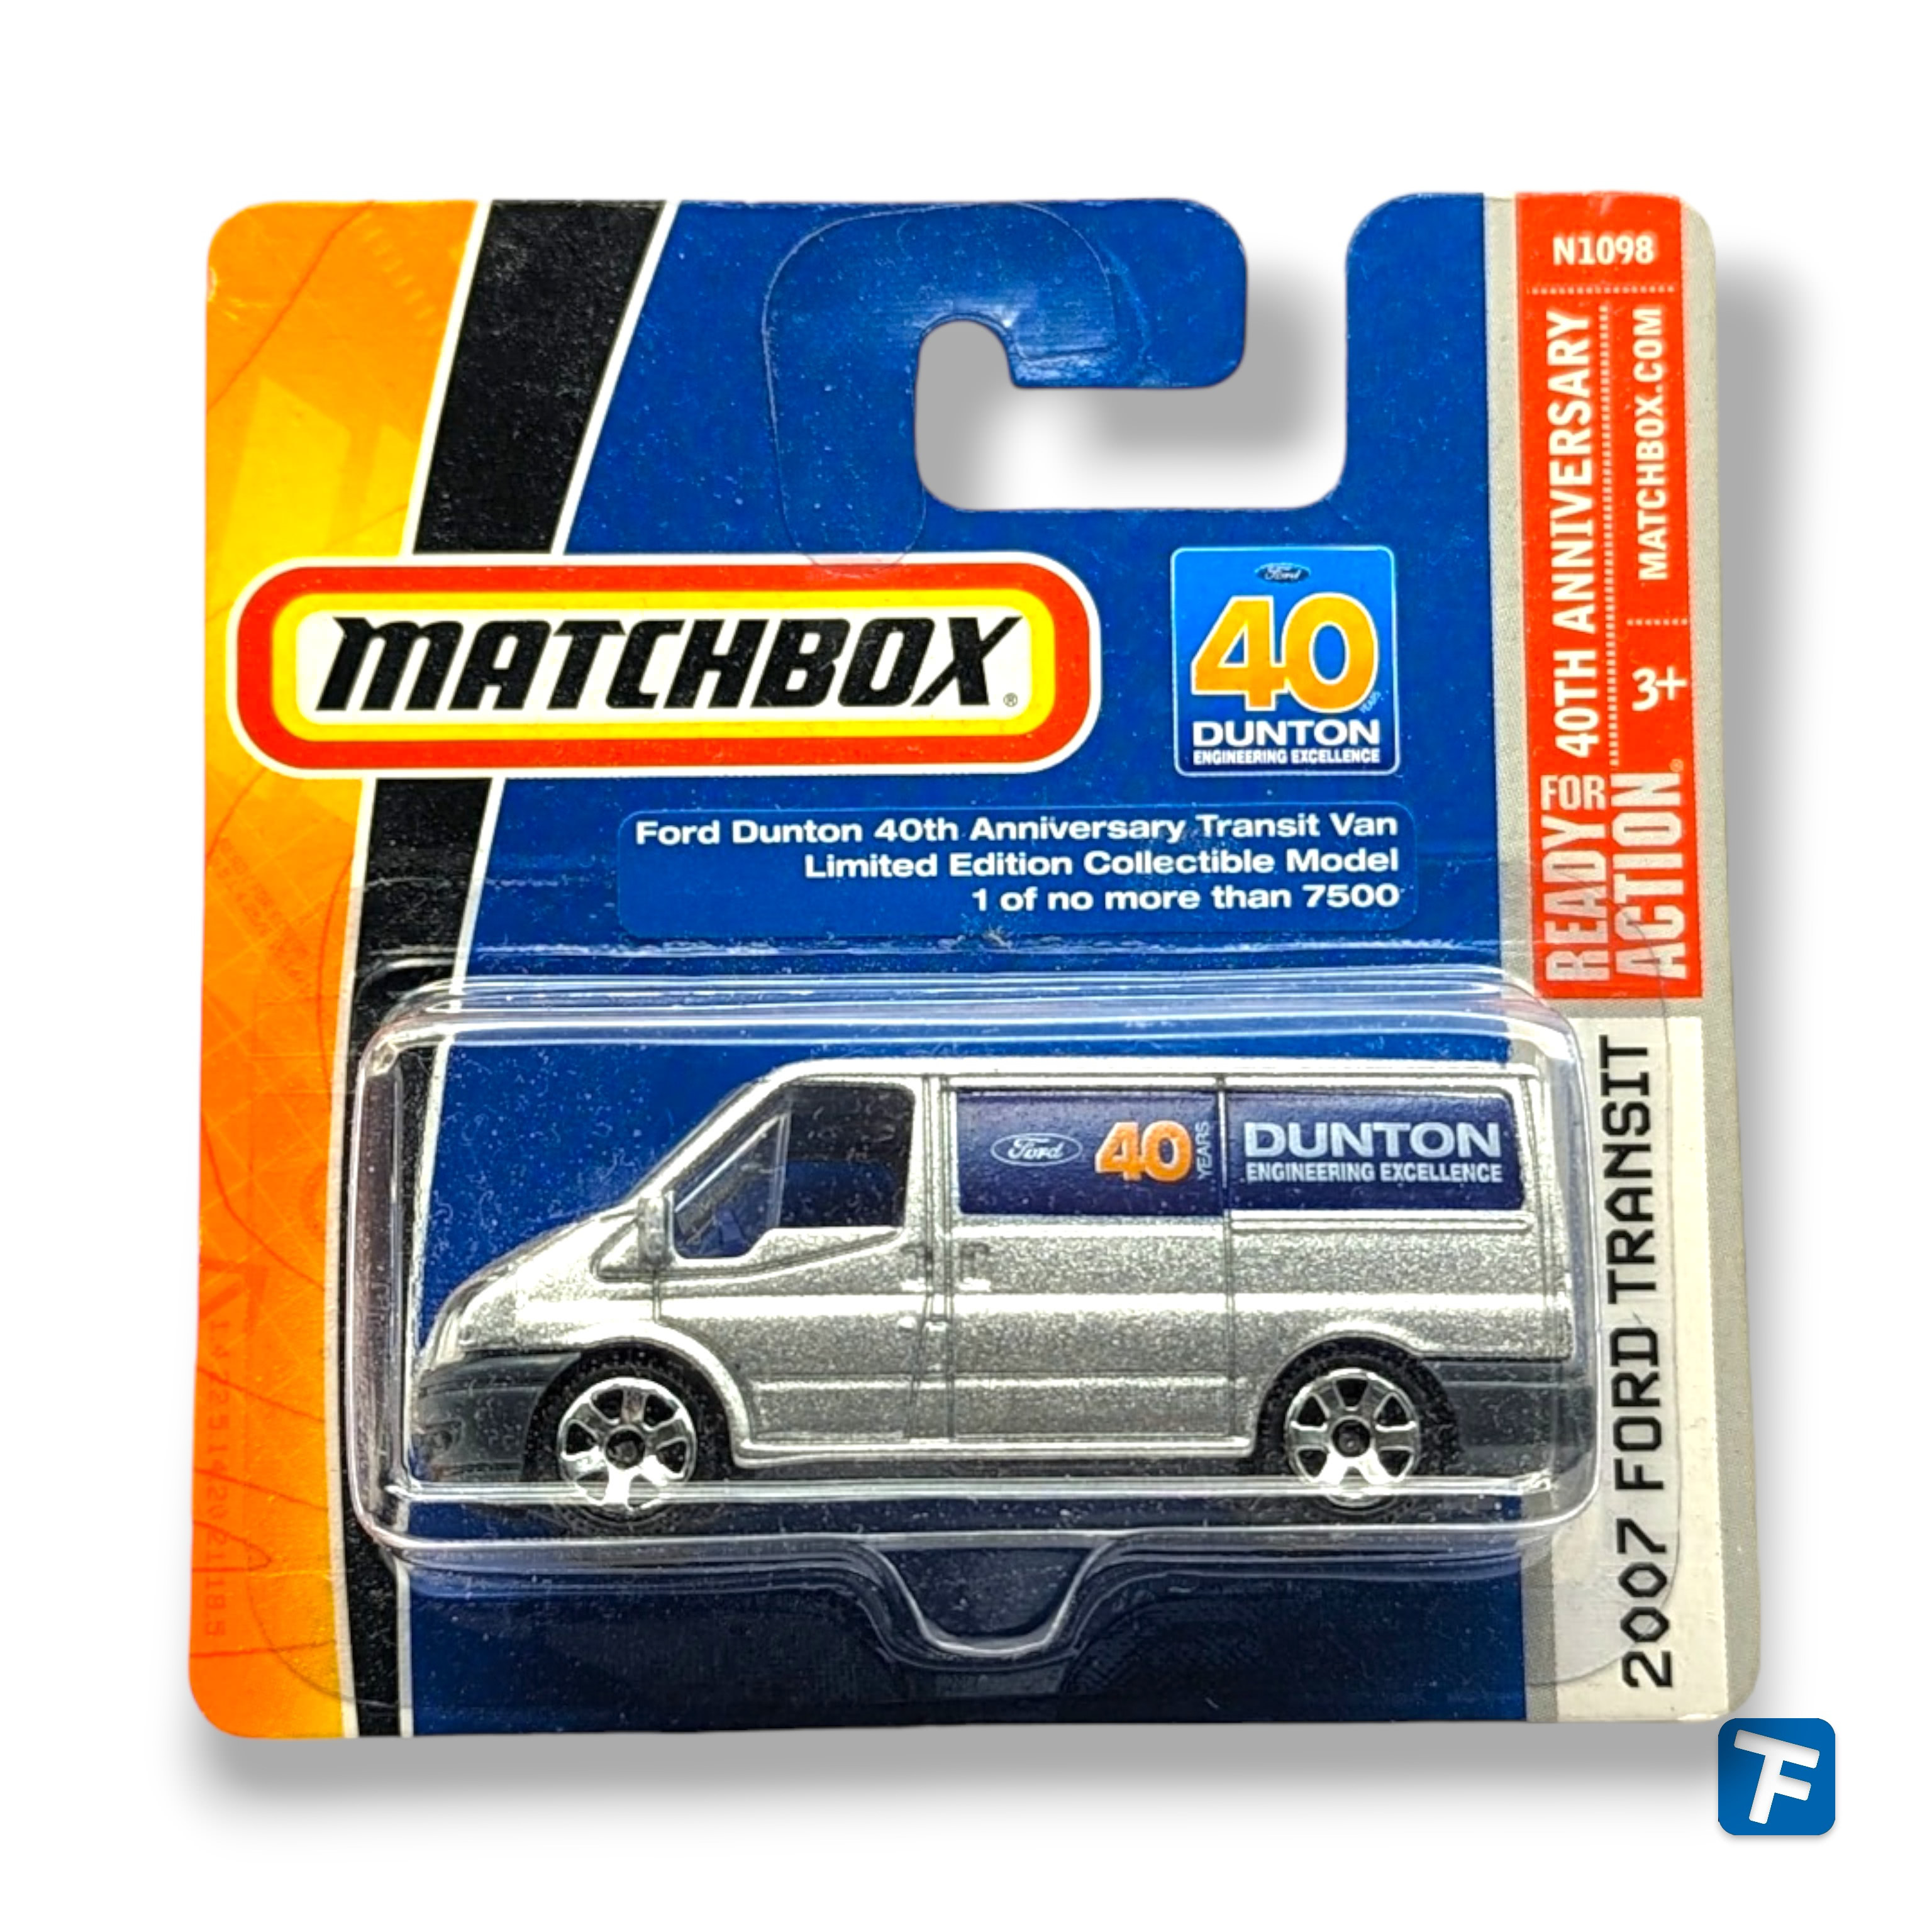 MATCHBOX®
Ford
40
YEARS
DUNTON
ENGINEERING EXCELLENCE
Ford Dunton 40th Anniversary Transit Van
Limited Edition Collectible Model
1 of no more than 7500
N1098
40TH ANNIVERSARY
MATCHBOX.COM
3+
READY FOR
ACTION®
2007 FORD TRANSIT
Ford 40 YEARS DUNTON
ENGINEERING EXCELLENCE
TF